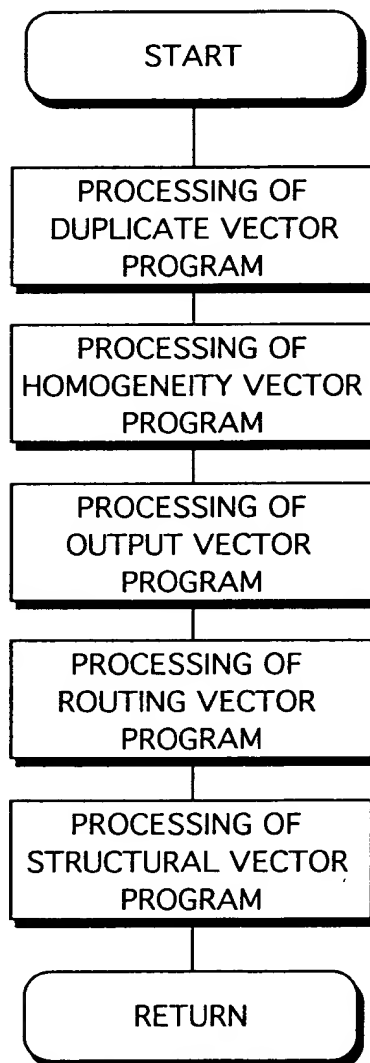 START
PROCESSING OF
DUPLICATE VECTOR
PROGRAM
PROCESSING OF
HOMOGENEITY VECTOR
PROGRAM
PROCESSING OF
OUTPUT VECTOR
PROGRAM
PROCESSING OF
ROUTING VECTOR
PROGRAM
PROCESSING OF
STRUCTURAL VECTOR
PROGRAM
RETURN